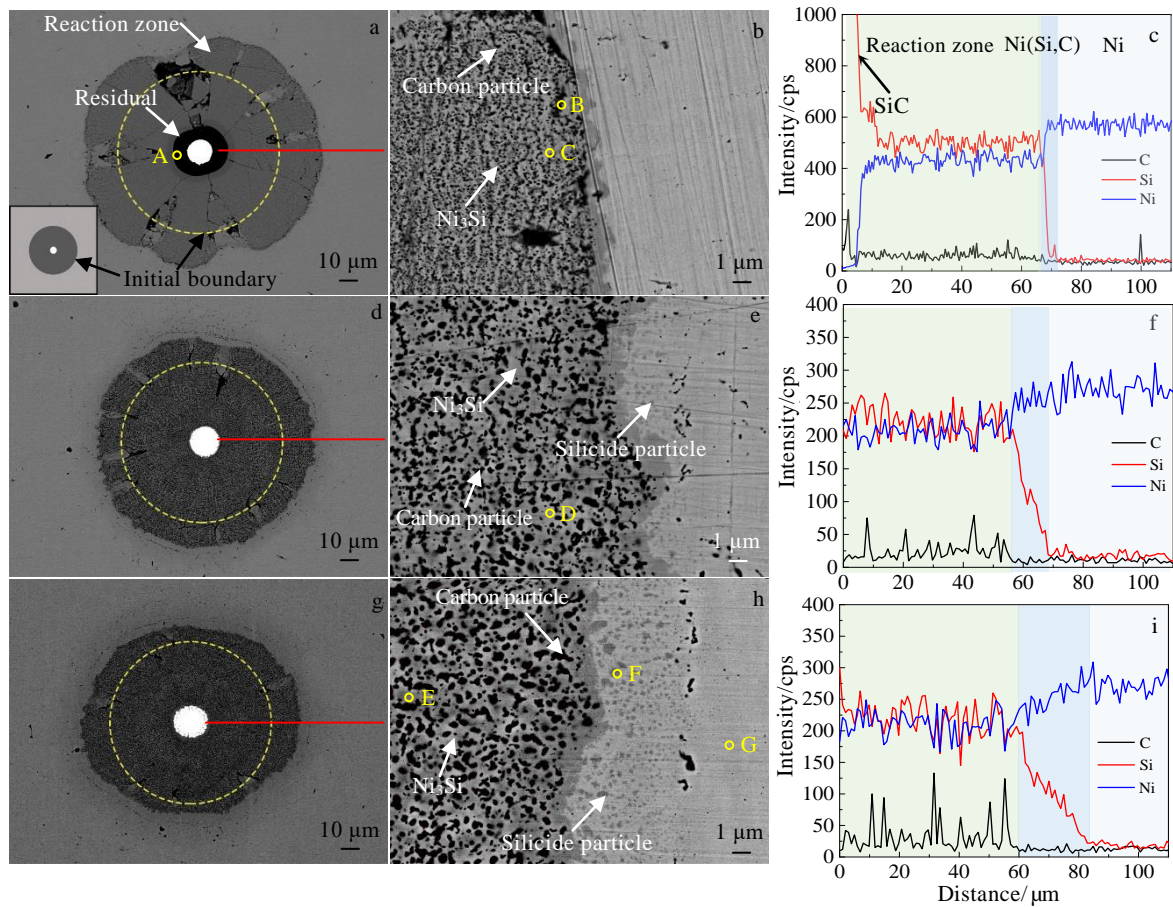 a
Reaction zone
Residual
A
Initial boundary
10 μm
b
Carbon particle
B
C
Ni₃Si
1 μm
c
Reaction zone
Ni(Si,C)
Ni
SiC
C
Si
Ni
Intensity/cps
1000
800
600
400
200
0
0 20 40 60 80 100
d
10 μm
e
Ni₃Si
Silicide particle
Carbon particle
D
1 μm
f
C
Si
Ni
Intensity/cps
400
350
300
250
200
150
100
50
0
0 20 40 60 80 100
g
10 μm
h
Carbon particle
E
F
G
Ni₃Si
Silicide particle
1 μm
i
C
Si
Ni
Intensity/cps
400
350
300
250
200
150
100
50
0
0 20 40 60 80 100
Distance/μm